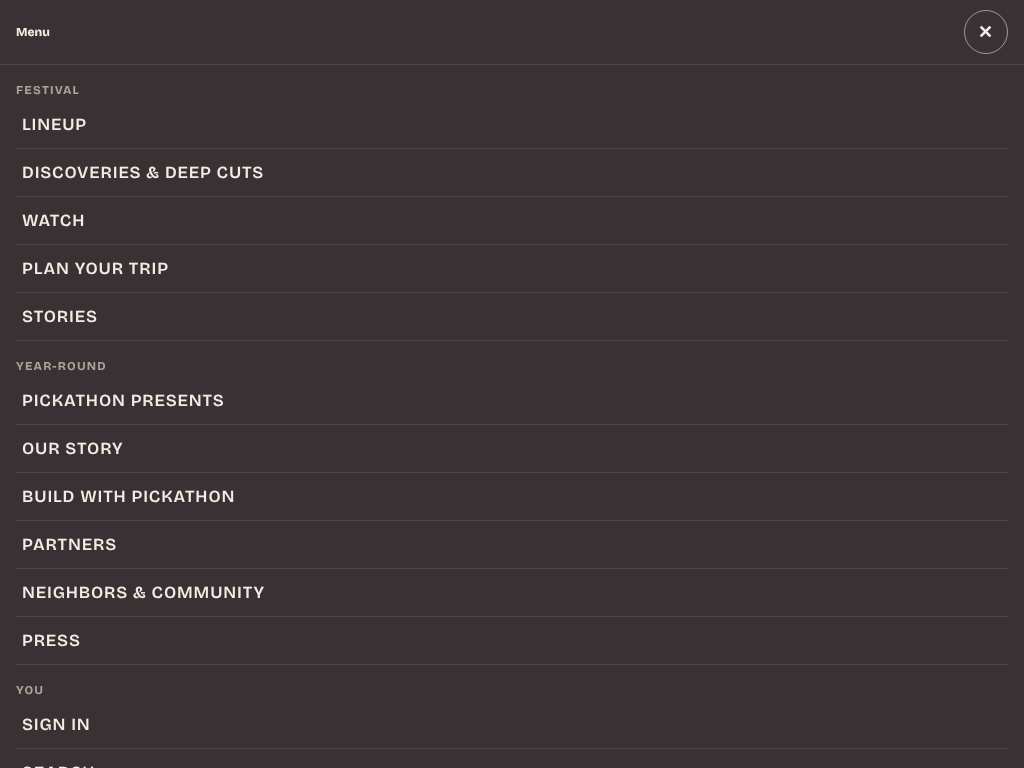 Menu
✕
FESTIVAL
LINEUP
DISCOVERIES & DEEP CUTS
WATCH
PLAN YOUR TRIP
STORIES
YEAR-ROUND
PICKATHON PRESENTS
OUR STORY
BUILD WITH PICKATHON
PARTNERS
NEIGHBORS & COMMUNITY
PRESS
YOU
SIGN IN
SEARCH